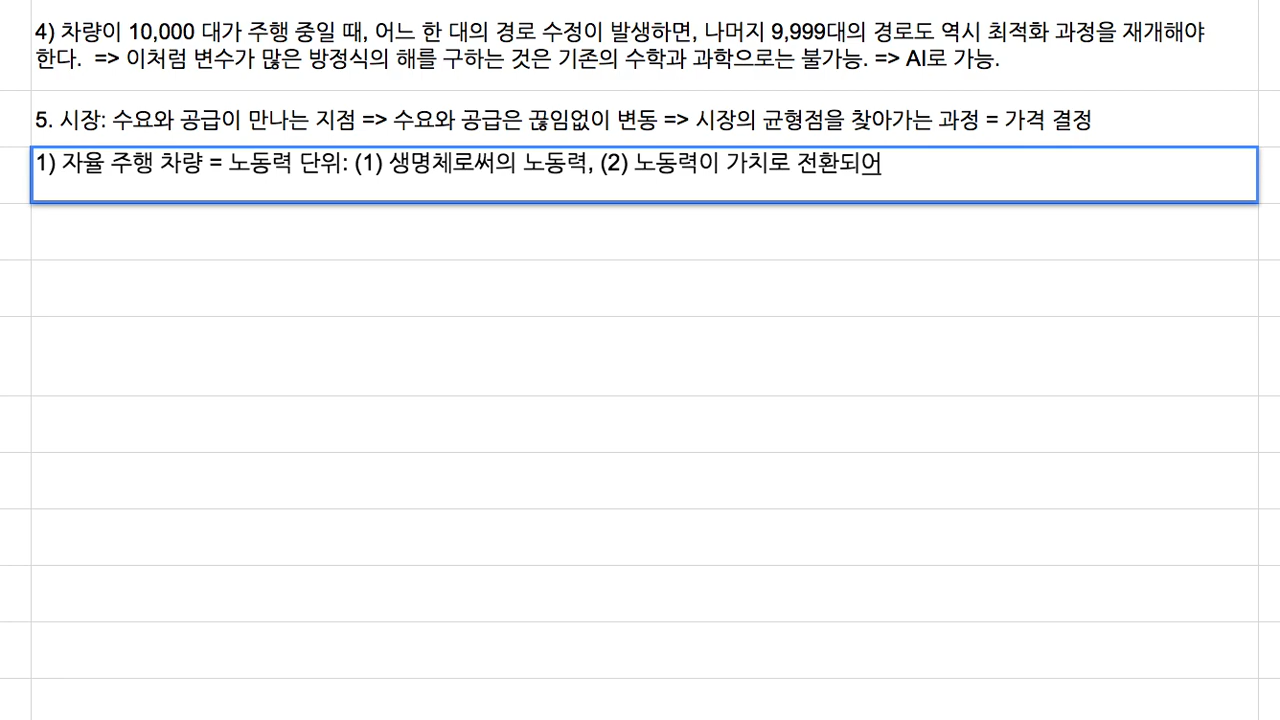 4) 차량이 10,000 대가 주행 중일 때, 어느 한 대의 경로 수정이 발생하면, 나머지 9,999대의 경로도 역시 최적화 과정을 재개해야
한다.  => 이처럼 변수가 많은 방정식의 해를 구하는 것은 기존의 수학과 과학으로는 불가능. => AI로 가능.
5. 시장: 수요와 공급이 만나는 지점 => 수요와 공급은 끊임없이 변동 => 시장의 균형점을 찾아가는 과정 = 가격 결정
1) 자율 주행 차량 = 노동력 단위: (1) 생명체로써의 노동력, (2) 노동력이 가치로 전환되어